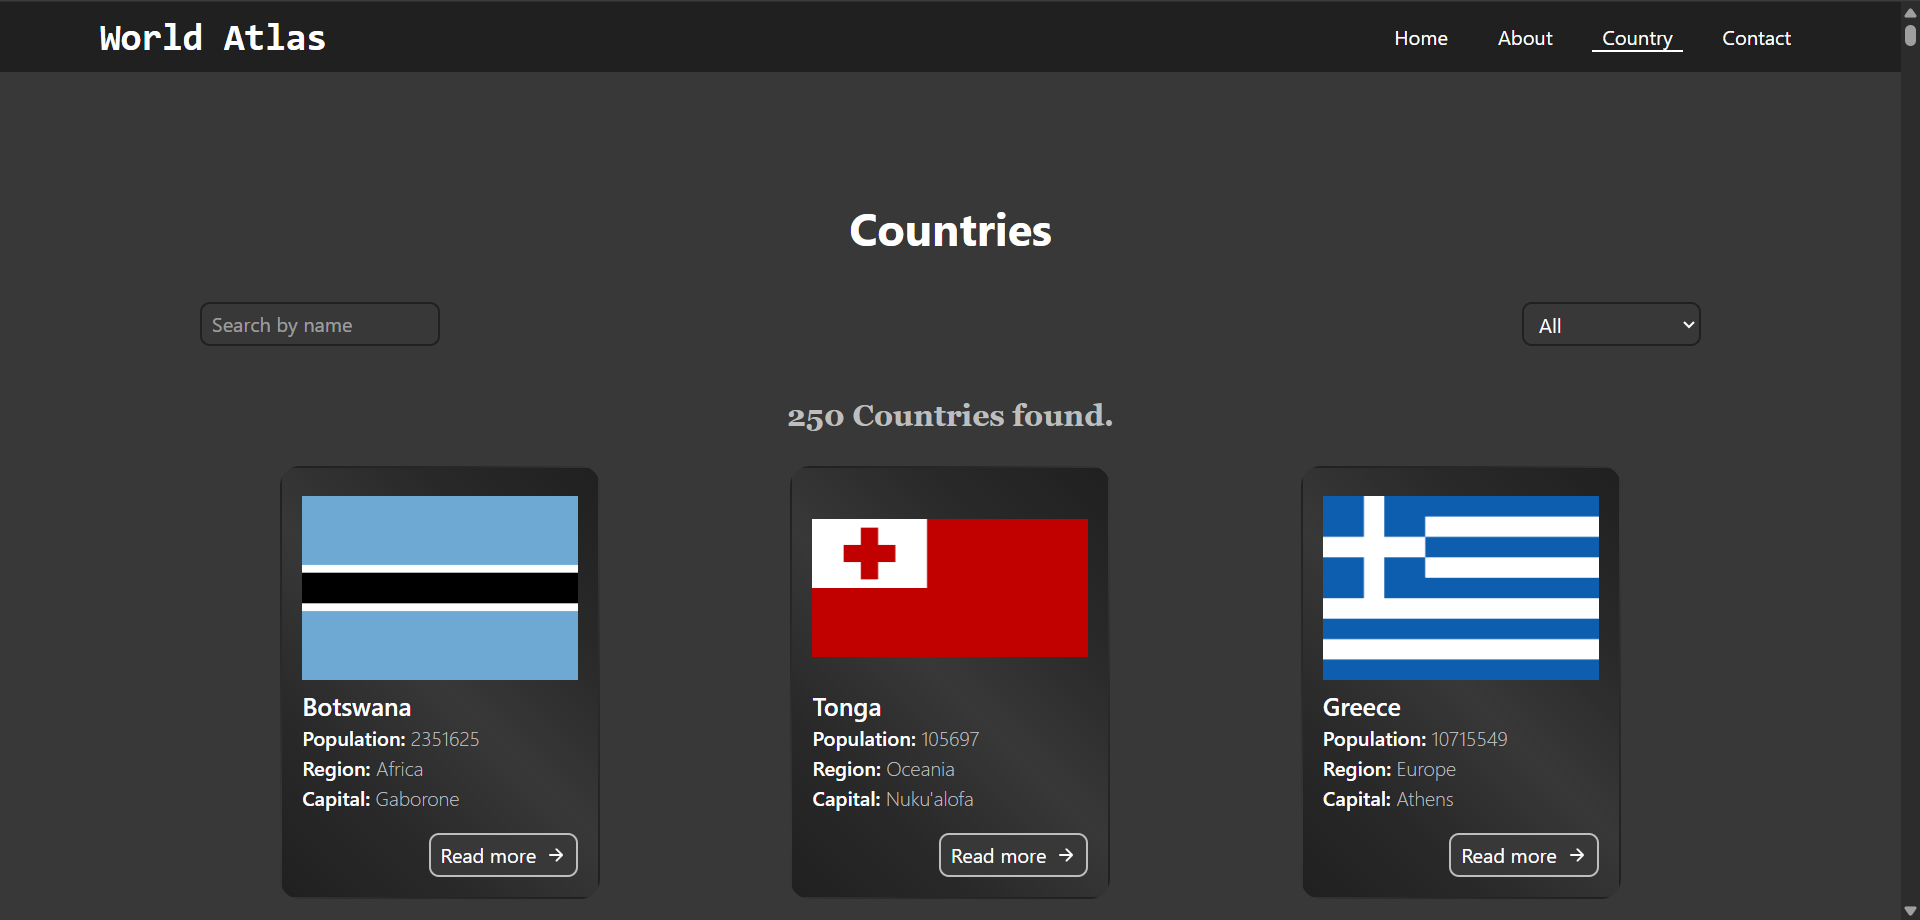 World Atlas
Home About Country Contact
Countries
Search by name
All
250 Countries found.
Botswana
Population: 2351625
Region: Africa
Capital: Gaborone
Read more
Tonga
Population: 105697
Region: Oceania
Capital: Nuku'alofa
Read more
Greece
Population: 10715549
Region: Europe
Capital: Athens
Read more